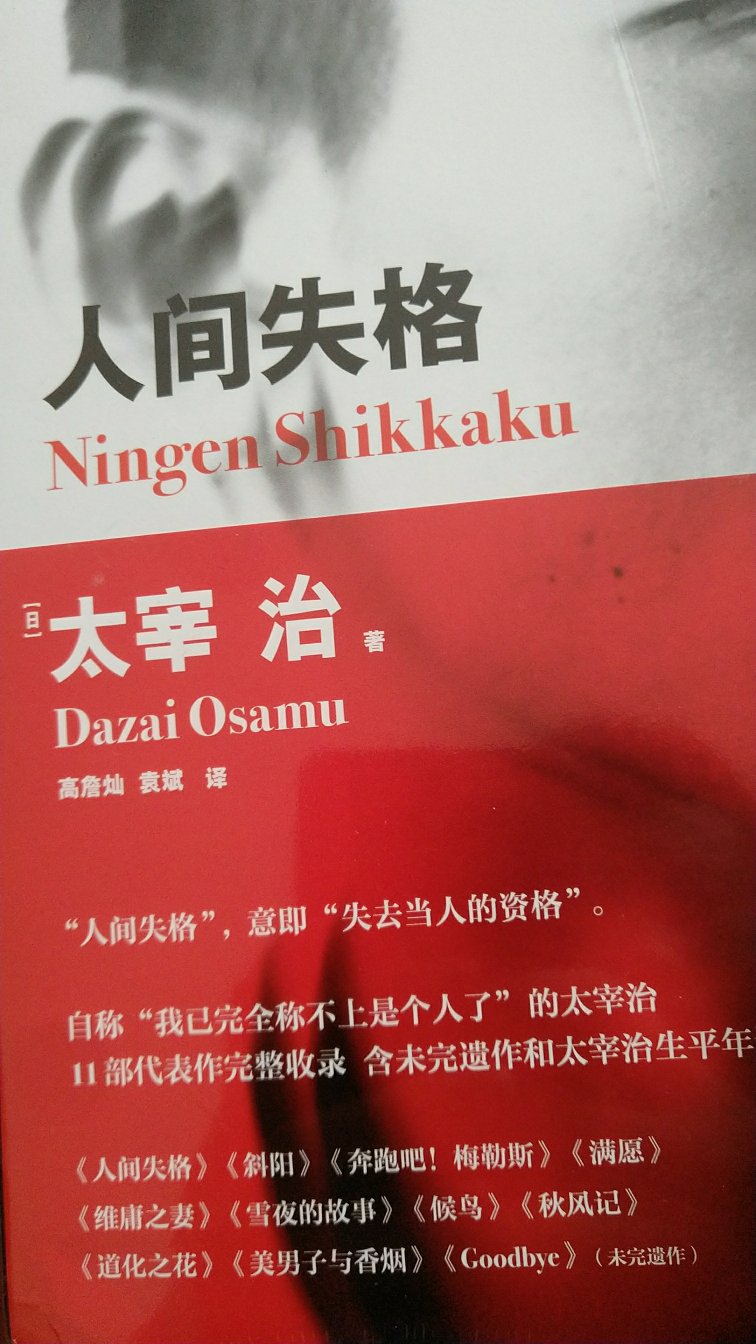 人间失格
Ningen Shikkaku
[日]太宰 治 著
Dazai Osamu
高詹灿 袁斌 译
“人间失格”，意即“失去当人的资格”。
自称“我已完全称不上是个人了”的太宰治
11部代表作完整收录 含未完遗作和太宰治生平年
《人间失格》《斜阳》《奔跑吧！梅勒斯》《满愿》
《维庸之妻》《雪夜的故事》《候鸟》《秋风记》
《道化之花》《美男子与香烟》《Goodbye》（未完遗作）